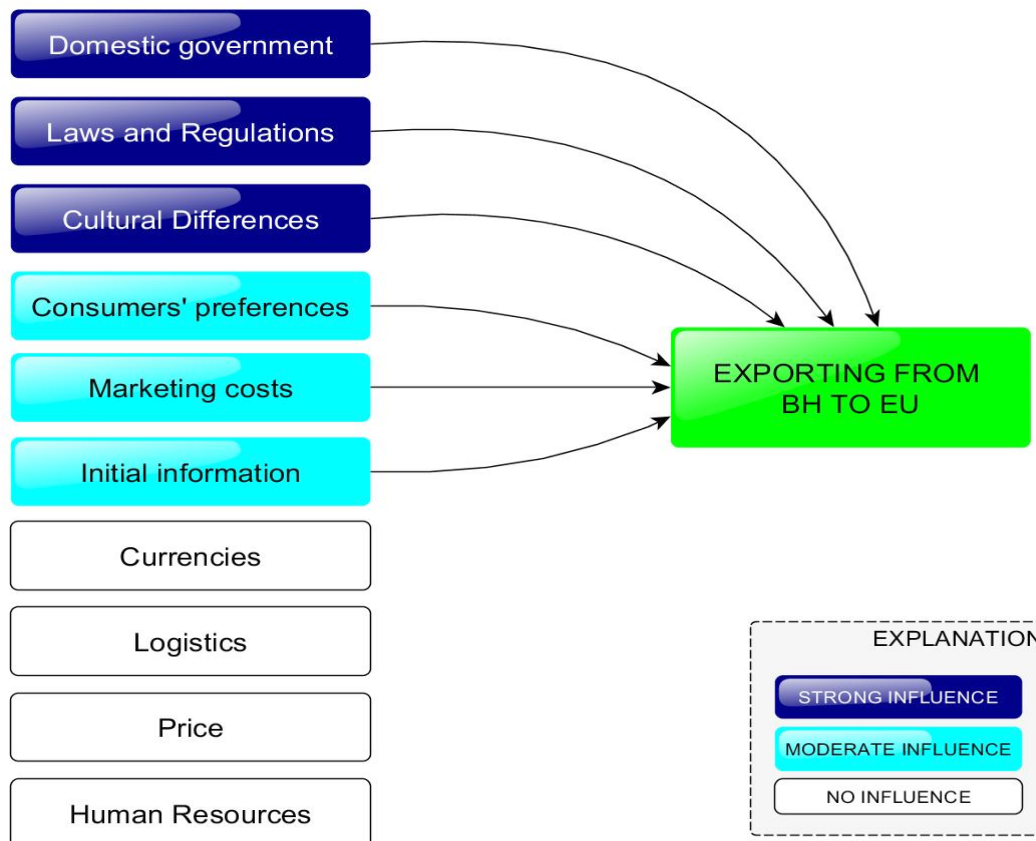 Domestic government
Laws and Regulations
Cultural Differences
Consumers' preferences
Marketing costs
Initial information
Currencies
Logistics
Price
Human Resources
EXPORTING FROM
BH TO EU
EXPLANATION
STRONG INFLUENCE
MODERATE INFLUENCE
NO INFLUENCE